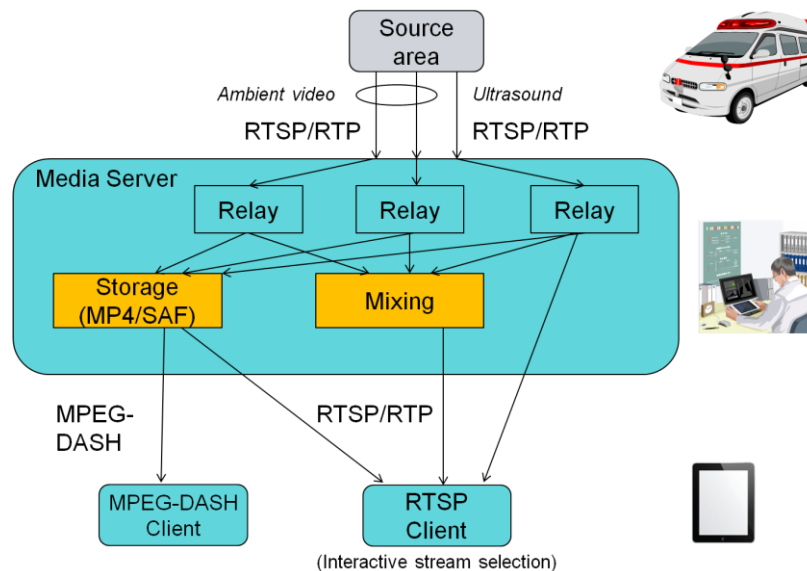 Source
area
Ambient video
Ultrasound
RTSP/RTP
RTSP/RTP
Media Server
Relay
Relay
Relay
Storage
(MP4/SAF)
Mixing
MPEG-
DASH
RTSP/RTP
MPEG-DASH
Client
RTSP
Client
(Interactive stream selection)